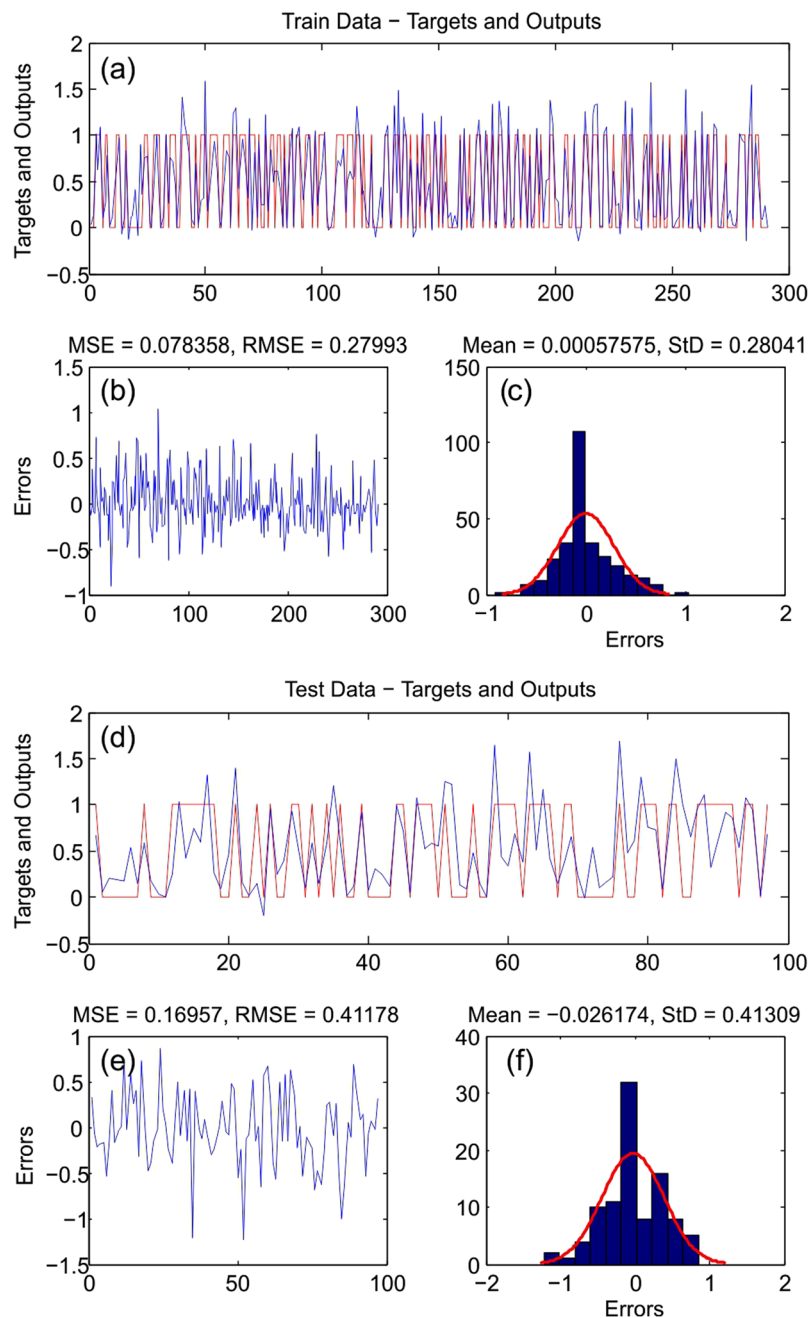 Train Data − Targets and Outputs
(a)
Targets and Outputs
2
1.5
1
0.5
0
−0.5
0 50 100 150 200 250 300
MSE = 0.078358, RMSE = 0.27993
(b)
Errors
1.5
1
0.5
0
−0.5
−1
0 100 200 300
Mean = 0.00057575, StD = 0.28041
(c)
150
100
50
0
−1 0 1 2
Errors
Test Data − Targets and Outputs
(d)
Targets and Outputs
2
1.5
1
0.5
0
−0.5
0 20 40 60 80 100
MSE = 0.16957, RMSE = 0.41178
(e)
Errors
1
0.5
0
−0.5
−1
−1.5
0 50 100
Mean = −0.026174, StD = 0.41309
(f)
40
30
20
10
0
−2 −1 0 1 2
Errors